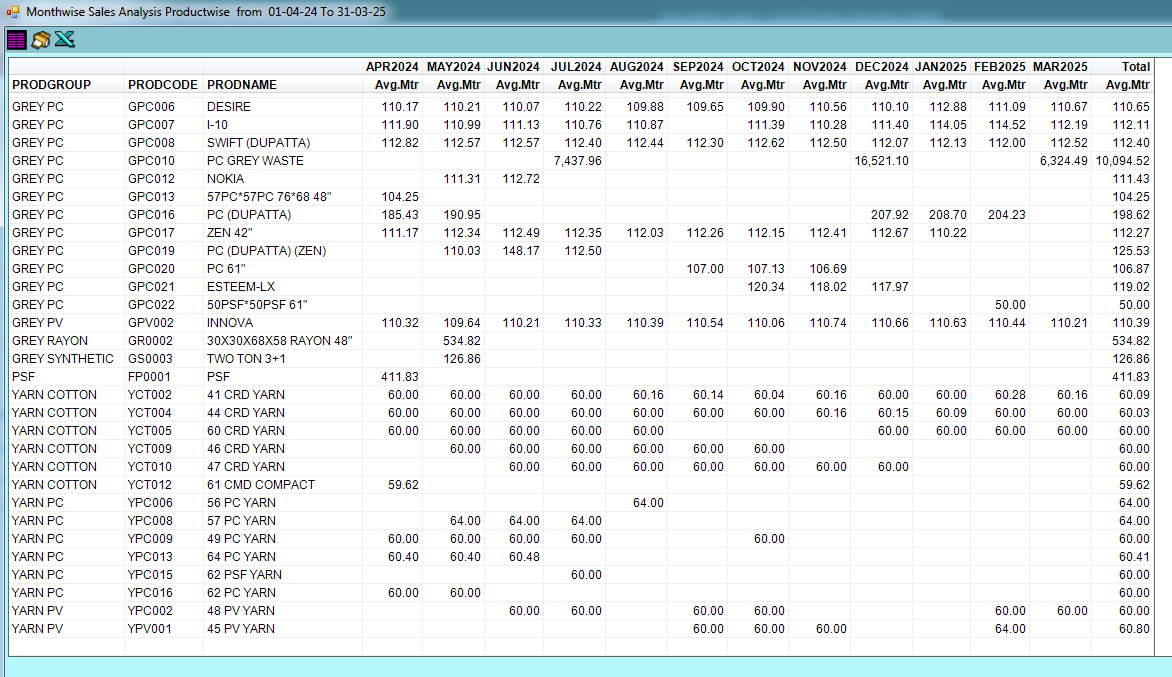 Monthwise Sales Analysis Productwise from 01-04-24 To 31-03-25
APR2024 MAY2024 JUN2024 JUL2024 AUG2024 SEP2024 OCT2024 NOV2024 DEC2024 JAN2025 FEB2025 MAR2025 Total
PRODGROUP PRODCODE PRODNAME Avg.Mtr Avg.Mtr Avg.Mtr Avg.Mtr Avg.Mtr Avg.Mtr Avg.Mtr Avg.Mtr Avg.Mtr Avg.Mtr Avg.Mtr Avg.Mtr Avg.Mtr
GREY PC GPC006 DESIRE 110.17 110.21 110.07 110.22 109.88 109.65 109.90 110.56 110.10 112.88 111.09 110.67 110.65
GREY PC GPC007 I-10 111.90 110.99 111.13 110.76 110.87 111.39 110.28 111.40 114.05 114.52 112.19 112.11
GREY PC GPC008 SWIFT (DUPATTA) 112.82 112.57 112.57 112.40 112.44 112.30 112.62 112.50 112.07 112.13 112.00 112.52 112.40
GREY PC GPC010 PC GREY WASTE 7,437.96 16,521.10 6,324.49 10,094.52
GREY PC GPC012 NOKIA 111.31 112.72 111.43
GREY PC GPC013 57PC*57PC 76*68 48" 104.25 104.25
GREY PC GPC016 PC (DUPATTA) 185.43 190.95 207.92 208.70 204.23 198.62
GREY PC GPC017 ZEN 42" 111.17 112.34 112.49 112.35 112.03 112.26 112.15 112.41 112.67 110.22 112.27
GREY PC GPC019 PC (DUPATTA) (ZEN) 110.03 148.17 112.50 125.53
GREY PC GPC020 PC 61" 107.00 107.13 106.69 106.87
GREY PC GPC021 ESTEEM-LX 120.34 118.02 117.97 119.02
GREY PC GPC022 50PSF*50PSF 61" 50.00 50.00
GREY PV GPV002 INNOVA 110.32 109.64 110.21 110.33 110.39 110.54 110.06 110.74 110.66 110.63 110.44 110.21 110.39
GREY RAYON GR0002 30X30X68X58 RAYON 48" 534.82 534.82
GREY SYNTHETIC GS0003 TWO TON 3+1 126.86 126.86
PSF FP0001 PSF 411.83 411.83
YARN COTTON YCT002 41 CRD YARN 60.00 60.00 60.00 60.00 60.16 60.14 60.04 60.16 60.00 60.00 60.28 60.16 60.09
YARN COTTON YCT004 44 CRD YARN 60.00 60.00 60.00 60.00 60.00 60.00 60.00 60.16 60.15 60.09 60.00 60.00 60.03
YARN COTTON YCT005 60 CRD YARN 60.00 60.00 60.00 60.00 60.00 60.00 60.00 60.00 60.00 60.00
YARN COTTON YCT009 46 CRD YARN 60.00 60.00 60.00 60.00 60.00 60.00 60.00
YARN COTTON YCT010 47 CRD YARN 60.00 60.00 60.00 60.00 60.00 60.00 60.00 60.00
YARN COTTON YCT012 61 CMD COMPACT 59.62 59.62
YARN PC YPC006 56 PC YARN 64.00 64.00
YARN PC YPC008 57 PC YARN 64.00 64.00 64.00 64.00
YARN PC YPC009 49 PC YARN 60.00 60.00 60.00 60.00 60.00 60.00
YARN PC YPC013 64 PC YARN 60.40 60.40 60.48 60.41
YARN PC YPC015 62 PSF YARN 60.00 60.00
YARN PC YPC016 62 PC YARN 60.00 60.00 60.00
YARN PV YPC002 48 PV YARN 60.00 60.00 60.00 60.00 60.00 60.00 60.00
YARN PV YPV001 45 PV YARN 60.00 60.00 60.00 64.00 60.80